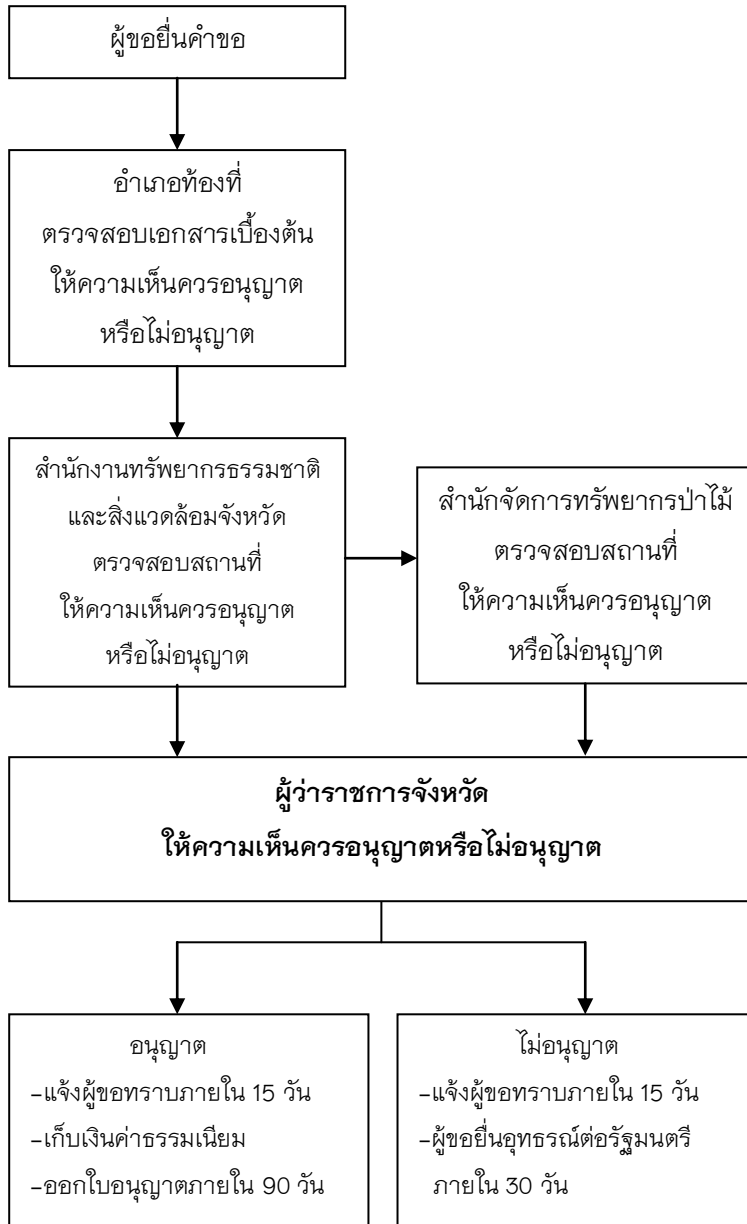 ผู้ขอยื่นคำขอ
อำเภอท้องที่
ตรวจสอบเอกสารเบื้องต้น
ให้ความเห็นควรอนุญาต
หรือไม่อนุญาต
สำนักงานทรัพยากรธรรมชาติ
และสิ่งแวดล้อมจังหวัด
ตรวจสอบสถานที่
ให้ความเห็นควรอนุญาต
หรือไม่อนุญาต
สำนักจัดการทรัพยากรป่าไม้
ตรวจสอบสถานที่
ให้ความเห็นควรอนุญาต
หรือไม่อนุญาต
ผู้ว่าราชการจังหวัด
ให้ความเห็นควรอนุญาตหรือไม่อนุญาต
อนุญาต
-แจ้งผู้ขอทราบภายใน 15 วัน
-เก็บเงินค่าธรรมเนียม
-ออกใบอนุญาตภายใน 90 วัน
ไม่อนุญาต
-แจ้งผู้ขอทราบภายใน 15 วัน
-ผู้ขอยื่นอุทธรณ์ต่อรัฐมนตรี
ภายใน 30 วัน